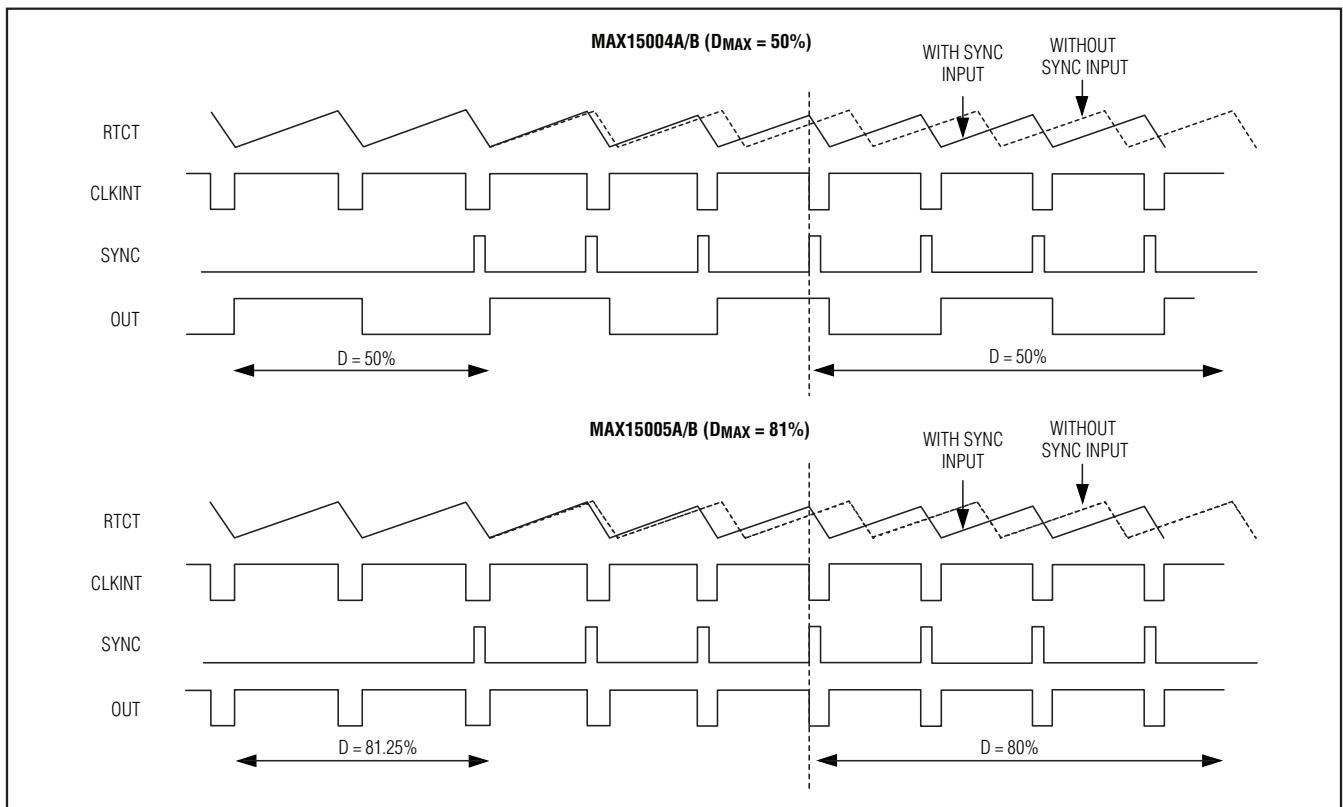 MAX15004A/B (DMAX = 50%)
WITH SYNC
INPUT
WITHOUT
SYNC INPUT
RTCT
CLKINT
SYNC
OUT
D = 50%
D = 50%
MAX15005A/B (DMAX = 81%)
WITH SYNC
INPUT
WITHOUT
SYNC INPUT
RTCT
CLKINT
SYNC
OUT
D = 81.25%
D = 80%